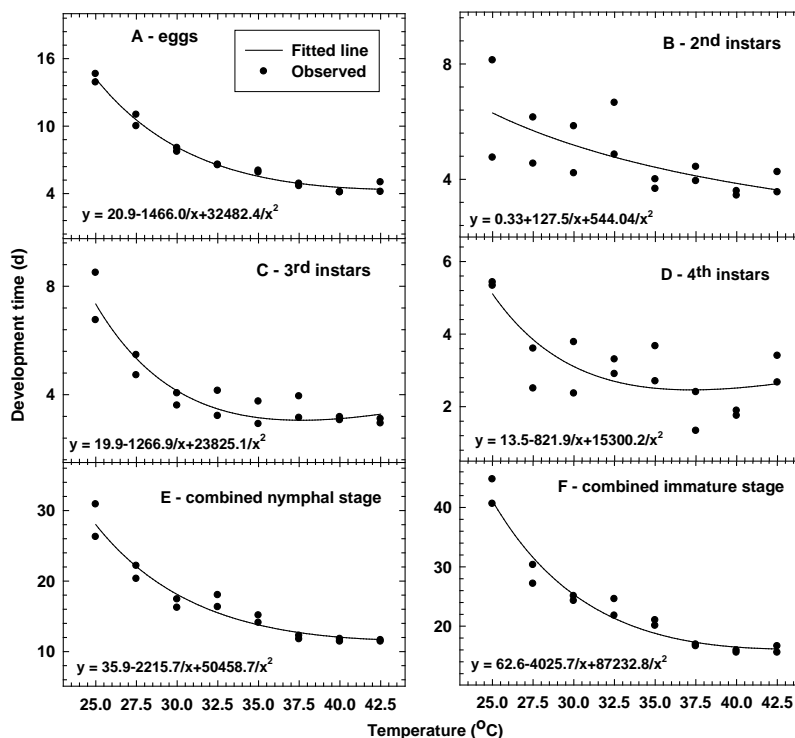 A - eggs
Fitted line
Observed
16
10
4
y = 20.9-1466.0/x+32482.4/x²
B - 2nd instars
8
4
y = 0.33+127.5/x+544.04/x²
Development time (d)
C - 3rd instars
8
4
y = 19.9-1266.9/x+23825.1/x²
D - 4th instars
6
4
2
y = 13.5-821.9/x+15300.2/x²
E - combined nymphal stage
30
20
10
y = 35.9-2215.7/x+50458.7/x²
25.0 27.5 30.0 32.5 35.0 37.5 40.0 42.5
F - combined immature stage
40
30
20
y = 62.6-4025.7/x+87232.8/x²
25.0 27.5 30.0 32.5 35.0 37.5 40.0 42.5
Temperature (°C)